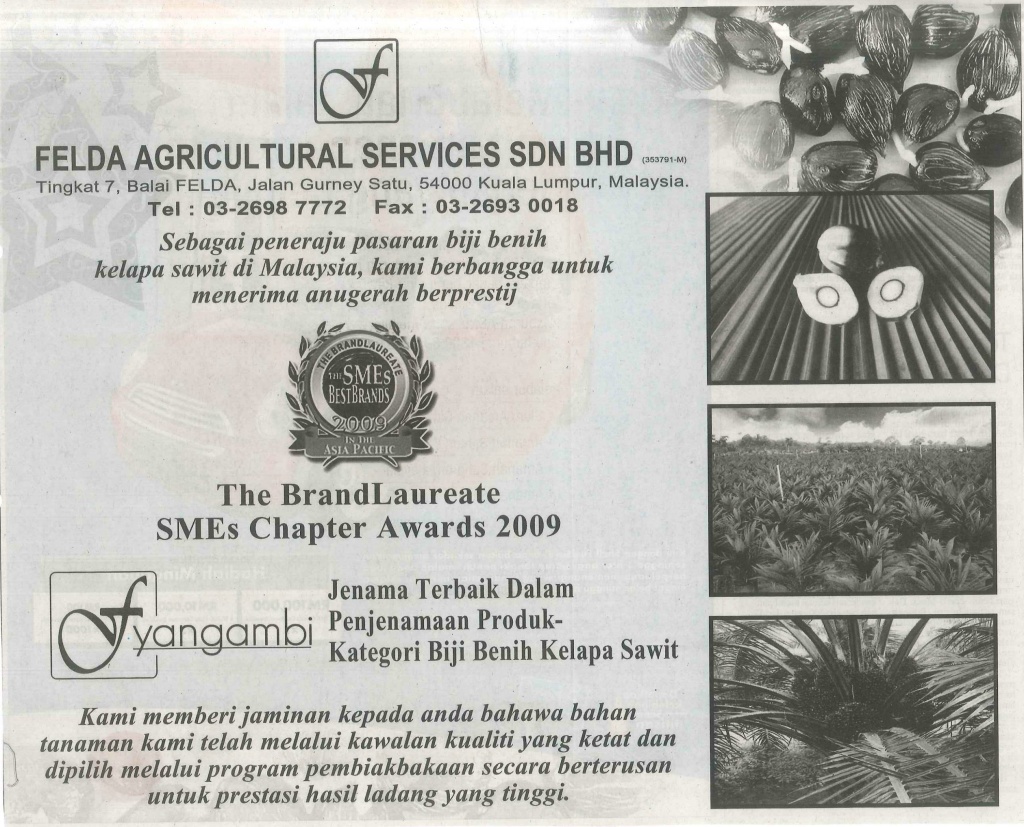 FELDA AGRICULTURAL SERVICES SDN BHD (353791-M)
Tingkat 7, Balai FELDA, Jalan Gurney Satu, 54000 Kuala Lumpur, Malaysia.
Tel : 03-2698 7772 Fax : 03-2693 0018
Sebagai peneraju pasaran biji benih
kelapa sawit di Malaysia, kami berbangga untuk
menerima anugerah berprestij
THE BRANDLAUREATE
THE SMEs
BESTBRANDS
2009
IN THE
ASIA PACIFIC
The BrandLaureate
SMEs Chapter Awards 2009
Fyangambi
Jenama Terbaik Dalam
Penjenamaan Produk-
Kategori Biji Benih Kelapa Sawit
Kami memberi jaminan kepada anda bahawa bahan
tanaman kami telah melalui kawalan kualiti yang ketat dan
dipilih melalui program pembiakbakaan secara berterusan
untuk prestasi hasil ladang yang tinggi.